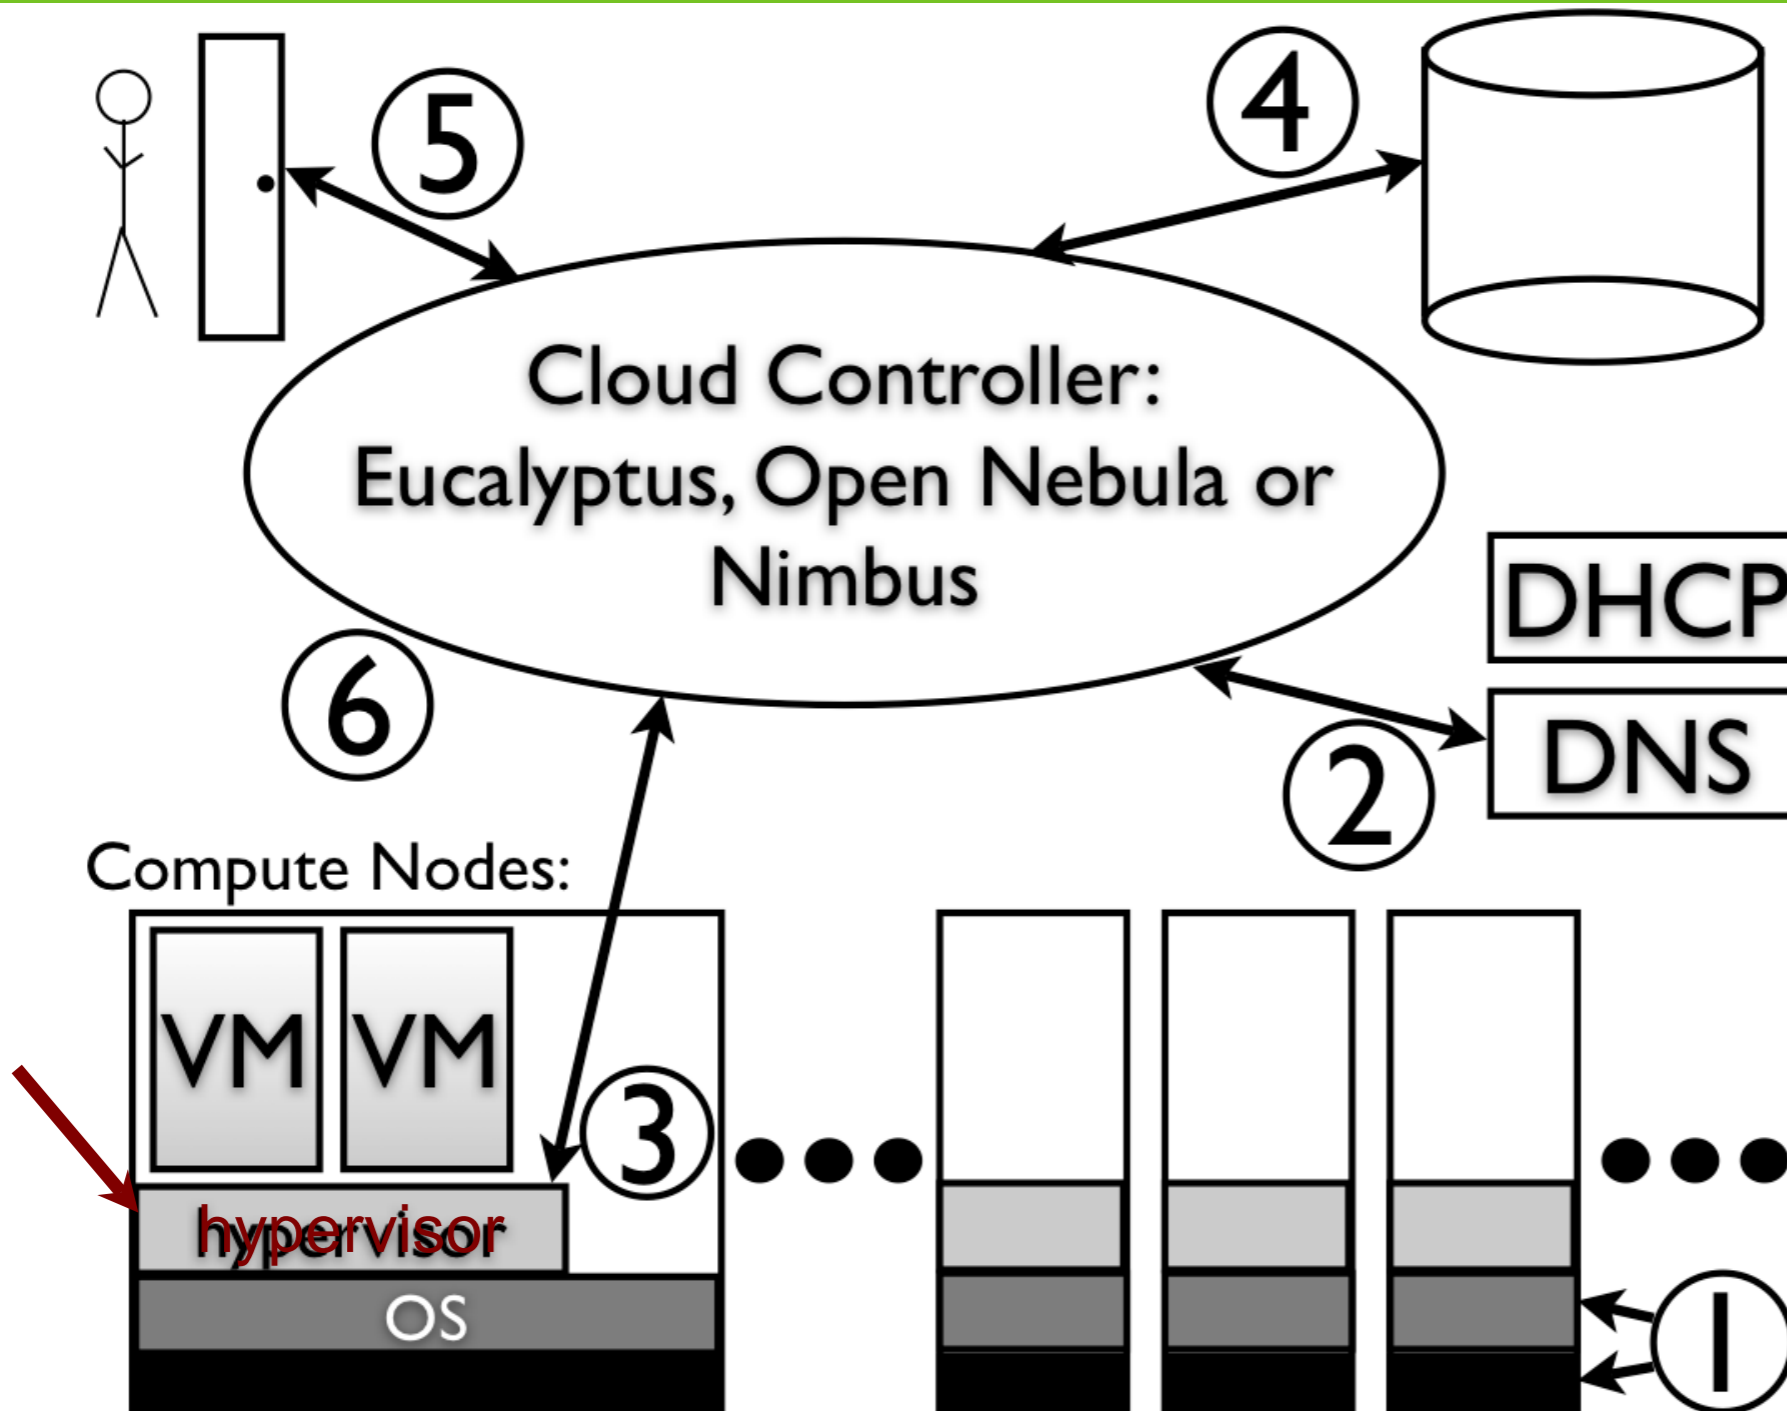 5
4
Cloud Controller:
Eucalyptus, Open Nebula or
Nimbus
DHCP
DNS
6
2
Compute Nodes:
VM VM
3
hypervisor
OS
1